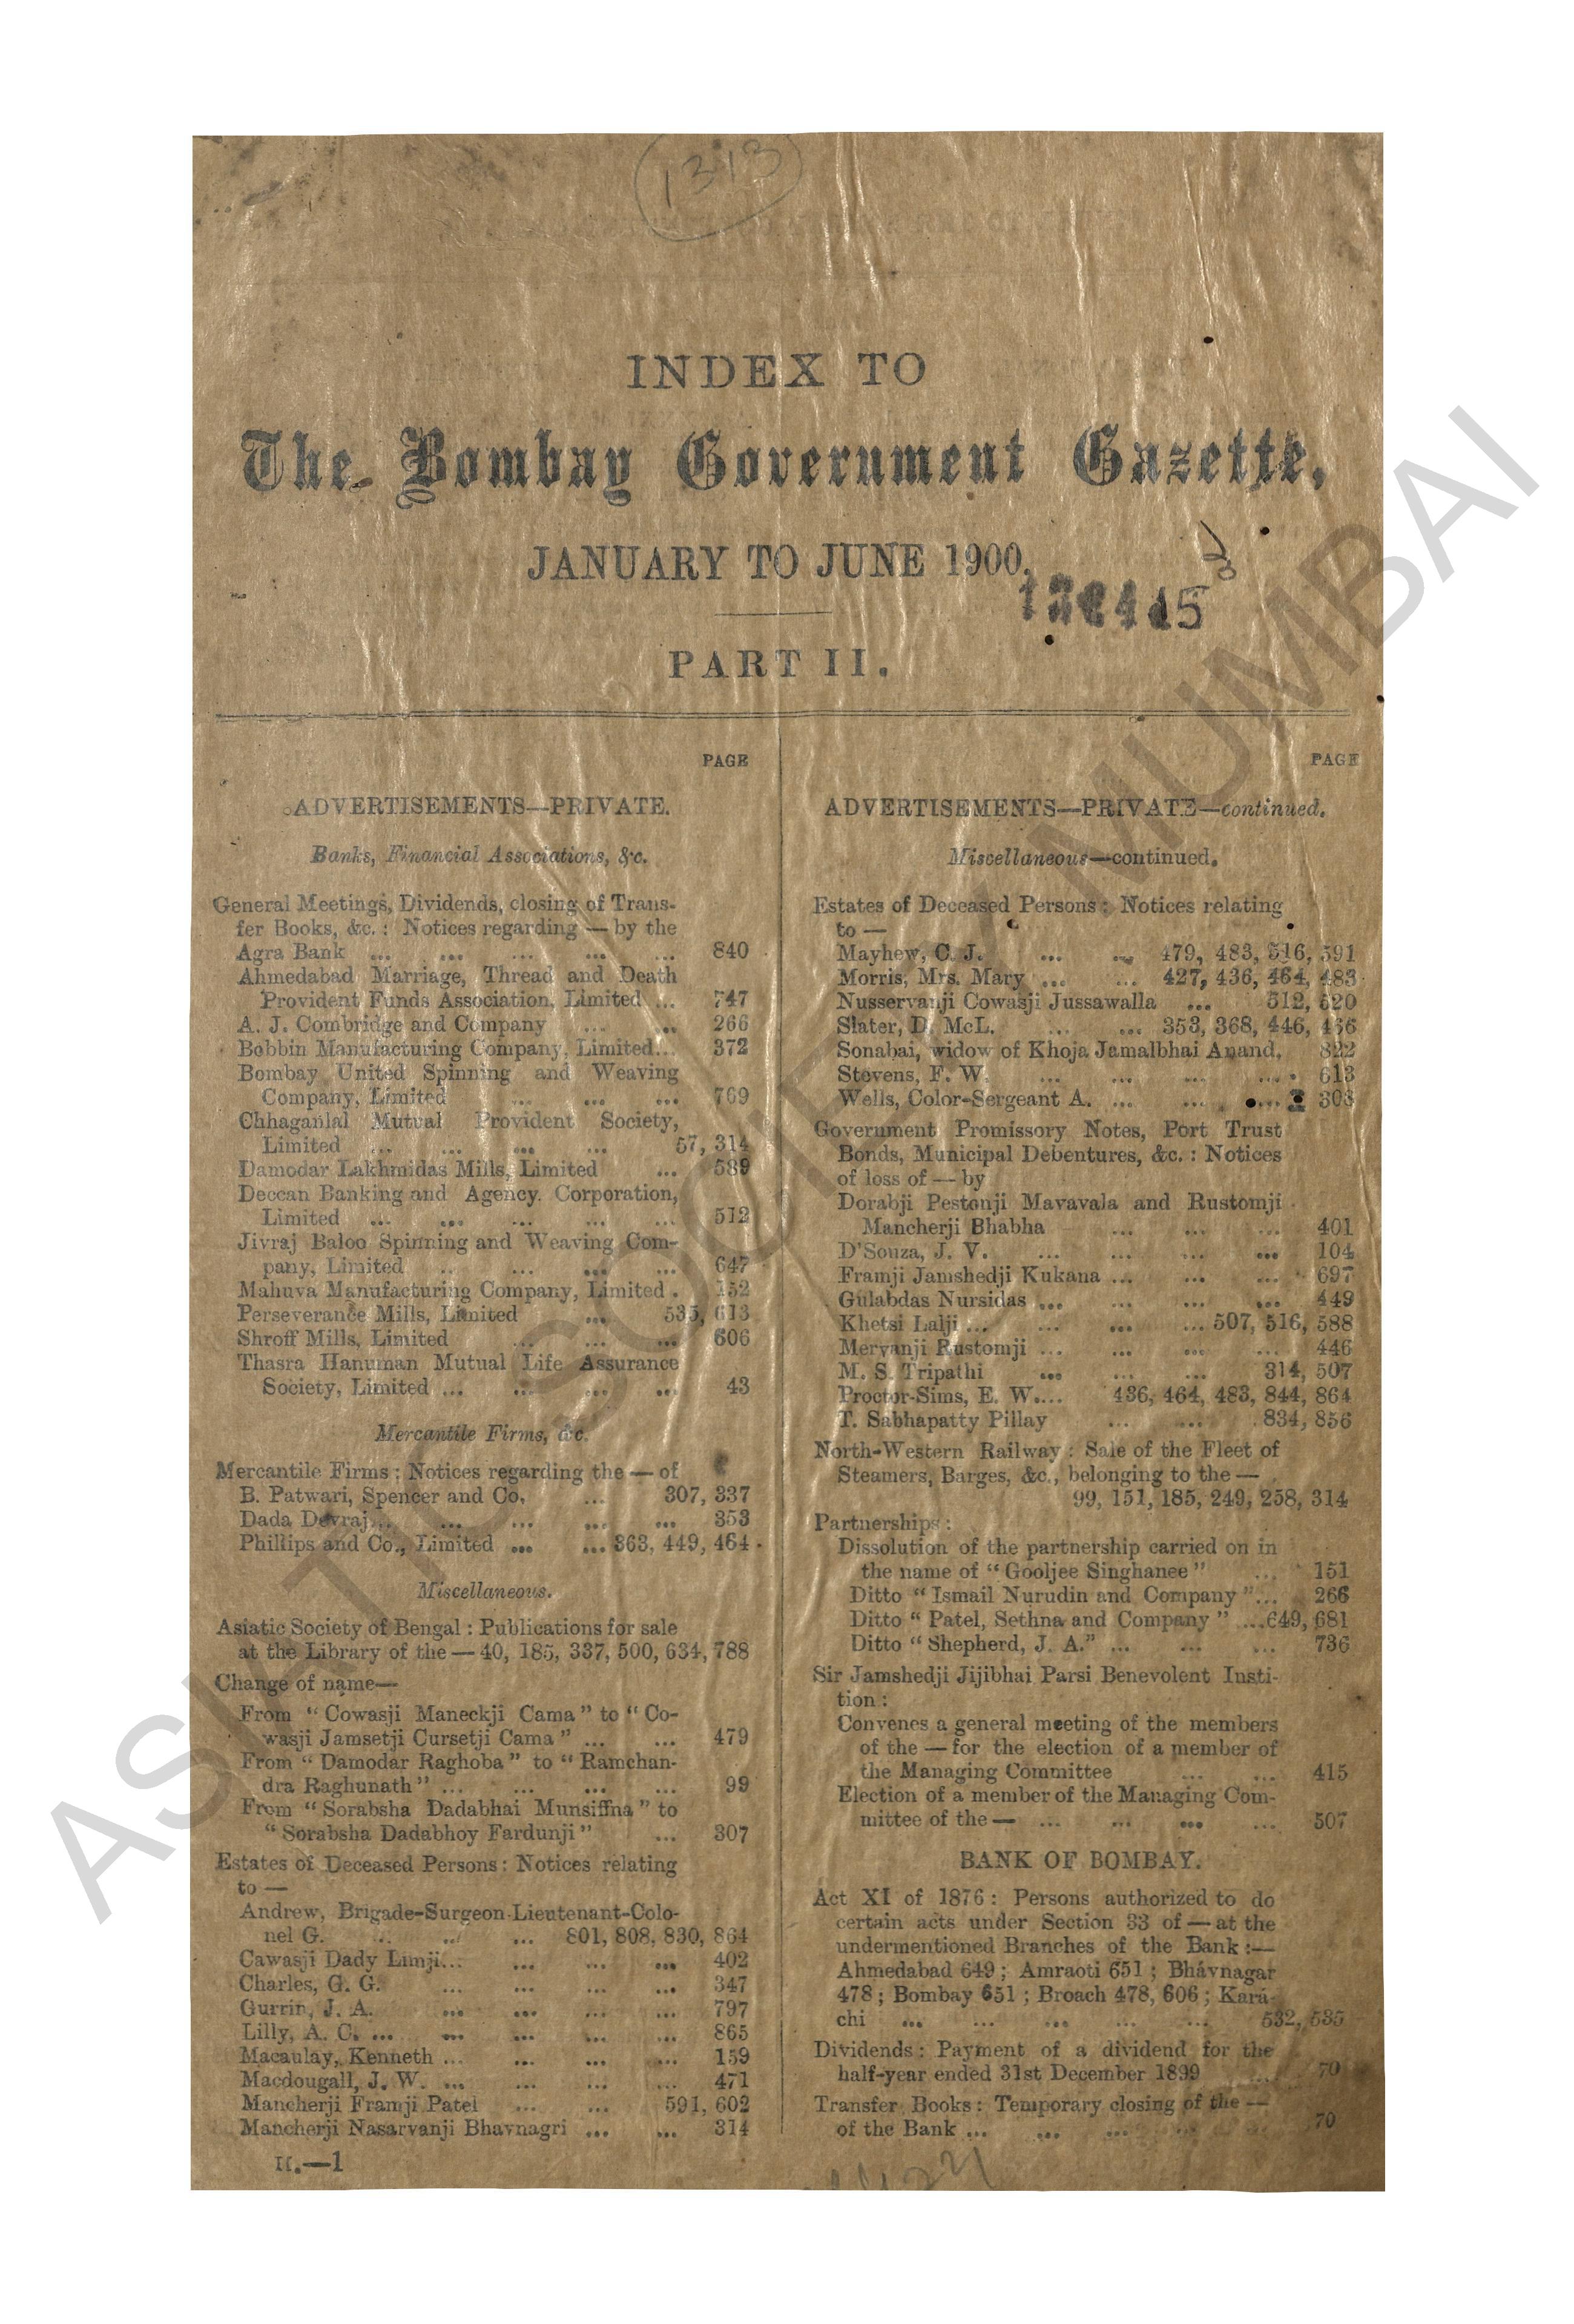 1313
INDEX TO
The Bombay Government Gazette,
JANUARY TO JUNE 1900.
PART II.
PAGE
ADVERTISEMENTS—PRIVATE.
Banks, Financial Associations, &c.
General Meetings, Dividends, closing of Trans-
fer Books, &c.: Notices regarding — by the
Agra Bank ... ... ... ... ... 840
Ahmedabad Marriage, Thread and Death
Provident Funds Association, Limited ... 747
A. J. Combridge and Company ... ... 266
Bobbin Manufacturing Company, Limited... 372
Bombay United Spinning and Weaving
Company, Limited ... ... ... 769
Chhaganlal Mutual Provident Society,
Limited ... ... ... ... 57, 314
Damodar Lakhmidas Mills, Limited ... 589
Deccan Banking and Agency. Corporation,
Limited ... ... ... ... ... 512
Jivraj Baloo Spinning and Weaving Com-
pany, Limited .. ... ... ... 647
Mahuva Manufacturing Company, Limited . 152
Perseverance Mills, Limited ... 535, 613
Shroff Mills, Limited ... ... ... 606
Thasra Hanuman Mutual Life Assurance
Society, Limited ... ... ... ... 43
Mercantile Firms, &c.
Mercantile Firms: Notices regarding the — of
B. Patwari, Spencer and Co. ... 307, 337
Dada Devraj... ... ... ... ... 353
Phillips and Co., Limited ... ... 363, 449, 464
Miscellaneous.
Asiatic Society of Bengal: Publications for sale
at the Library of the — 40, 185, 337, 500, 634, 788
Change of name—
From "Cowasji Maneckji Cama" to "Co-
wasji Jamsetji Cursetji Cama" ... ... 479
From "Damodar Raghoba" to "Ramchan-
dra Raghunath" ... ... ... ... 99
From "Sorabsha Dadabhai Munsiffna" to
"Sorabsha Dadabhoy Fardunji" ... 307
Estates of Deceased Persons: Notices relating
to —
Andrew, Brigade-Surgeon-Lieutenant-Colo-
nel G. ... ... ... 801, 808, 830, 864
Cawasji Dady Limji... ... ... ... 402
Charles, G. G. ... ... ... ... 347
Gurrin, J. A. ... ... ... ... 797
Lilly, A. C. ... ... ... ... ... 865
Macaulay, Kenneth ... ... ... ... 159
Macdougall, J. W. ... ... ... ... 471
Mancherji Framji Patel ... ... 591, 602
Mancherji Nasarvanji Bhavnagri ... ... 314
II.—1
PAGE
ADVERTISEMENTS—PRIVATE—continued.
Miscellaneous—continued.
Estates of Deceased Persons: Notices relating
to —
Mayhew, C. J. ... ... 479, 483, 516, 591
Morris, Mrs. Mary ... ... 427, 436, 464, 483
Nusservanji Cowasji Jussawalla ... 512, 520
Slater, D. McL. ... ... 353, 368, 446, 466
Sonabai, widow of Khoja Jamalbhai Anand. 822
Stevens, F. W. ... ... ... ... 613
Wells, Color-Sergeant A. ... ... ... 303
Government Promissory Notes, Port Trust
Bonds, Municipal Debentures, &c.: Notices
of loss of — by
Dorabji Pestonji Mavavala and Rustomji
Mancherji Bhabha ... ... ... 401
D'Souza, J. V. ... ... ... ... 104
Framji Jamshedji Kukana ... ... ... 697
Gulabdas Nursidas ... ... ... ... 449
Khetsi Lalji ... ... ... ... 507, 516, 588
Mervanji Rustomji ... ... ... ... 446
M. S. Tripathi ... ... ... 314, 507
Proctor-Sims, E. W.... 436, 464, 483, 844, 864
T. Sabhapatty Pillay ... ... 834, 856
North-Western Railway: Sale of the Fleet of
Steamers, Barges, &c., belonging to the —
99, 151, 185, 249, 258, 314
Partnerships:
Dissolution of the partnership carried on in
the name of "Gooljee Singhanee" ... 151
Ditto "Ismail Nurudin and Company"... 266
Ditto "Patel, Sethna and Company" ...649, 681
Ditto "Shepherd, J. A." ... ... ... 736
Sir Jamshedji Jijibhai Parsi Benevolent Insti-
tion:
Convenes a general meeting of the members
of the — for the election of a member of
the Managing Committee ... ... 415
Election of a member of the Managing Com-
mittee of the — ... ... ... ... 507
BANK OF BOMBAY.
Act XI of 1876: Persons authorized to do
certain acts under Section 33 of — at the
undermentioned Branches of the Bank:—
Ahmedabad 649; Amraoti 651; Bhávnagar
478; Bombay 651; Broach 478, 606; Kará-
chi ... ... ... ... ... 532, 535
Dividends: Payment of a dividend for the
half-year ended 31st December 1899 ... 70
Transfer Books: Temporary closing of the —
of the Bank ... ... ... ... ... 70
ASIATIC SOCIETY MUMBAI